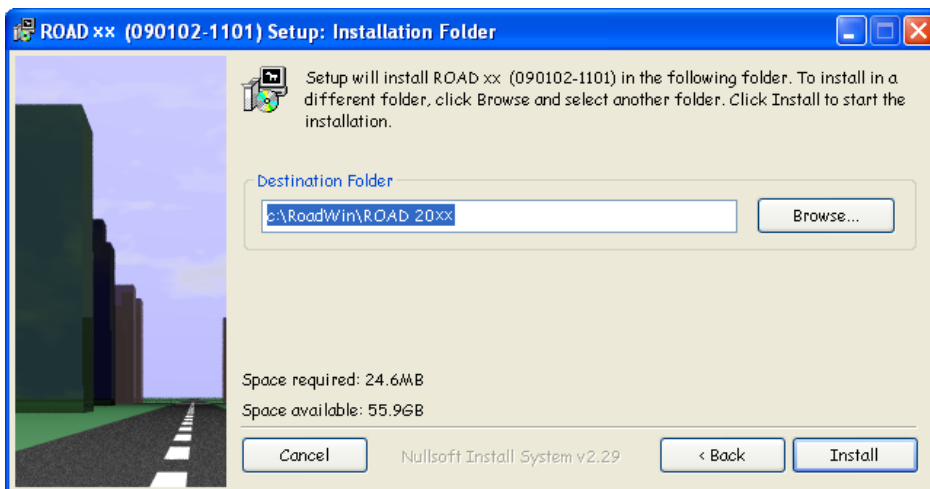 ROAD xx (090102-1101) Setup: Installation Folder
Setup will install ROAD xx (090102-1101) in the following folder. To install in a
different folder, click Browse and select another folder. Click Install to start the
installation.
Destination Folder
c:\RoadWin\ROAD 20xx
Browse...
Space required: 24.6MB
Space available: 55.9GB
Cancel
Nullsoft Install System v2.29
< Back
Install